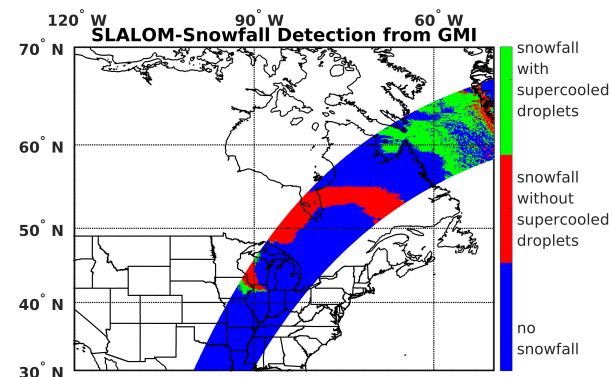 120° W
90° W
60° W
SLALOM-Snowfall Detection from GMI
70° N
60° N
50° N
40° N
30° N
snowfall
with
supercooled
droplets
snowfall
without
supercooled
droplets
no
snowfall